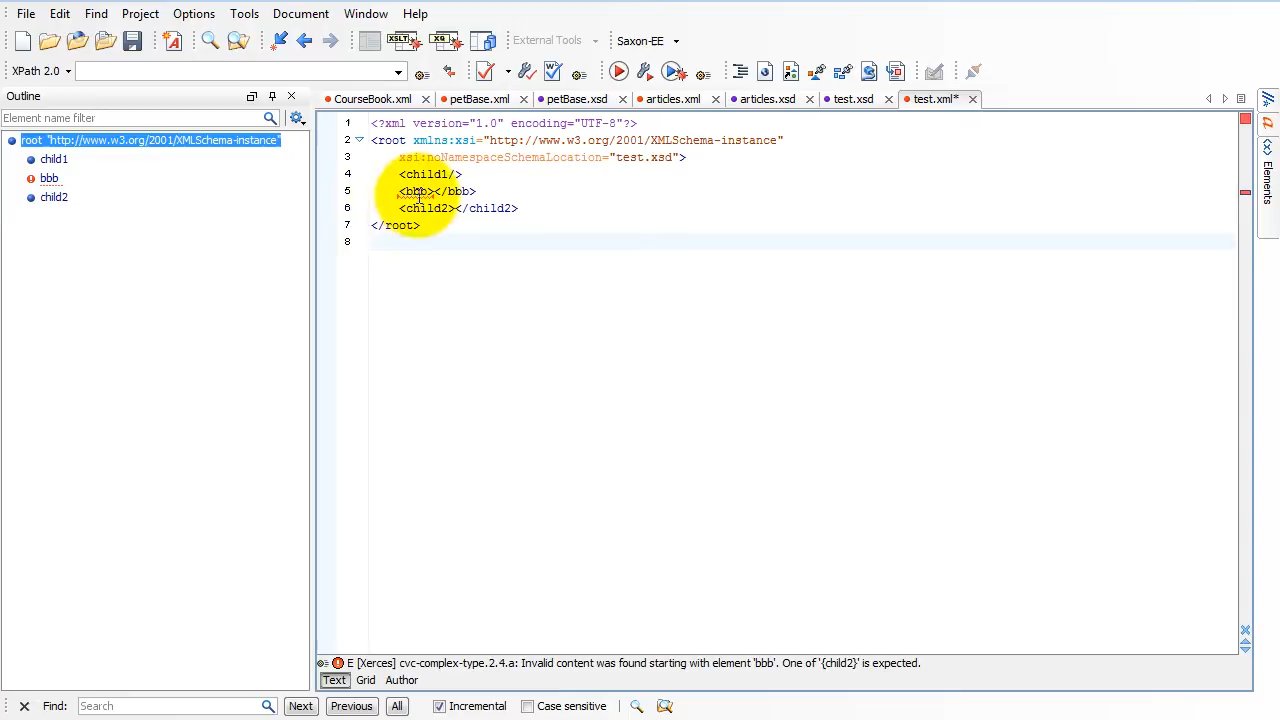 File Edit Find Project Options Tools Document Window Help
XSLT XQ External Tools Saxon-EE
XPath 2.0
Outline
CourseBook.xml petBase.xml petBase.xsd articles.xml articles.xsd test.xsd test.xml*
Element name filter
root "http://www.w3.org/2001/XMLSchema-instance"
child1
bbb
child2
1 <?xml version="1.0" encoding="UTF-8"?>
2 <root xmlns:xsi="http://www.w3.org/2001/XMLSchema-instance"
3 xsi:noNamespaceSchemaLocation="test.xsd">
4 <child1/>
5 <bbb></bbb>
6 <child2></child2>
7 </root>
8
Elements
E [Xerces] cvc-complex-type.2.4.a: Invalid content was found starting with element 'bbb'. One of '{child2}' is expected.
Text Grid Author
Find: Search Next Previous All Incremental Case sensitive